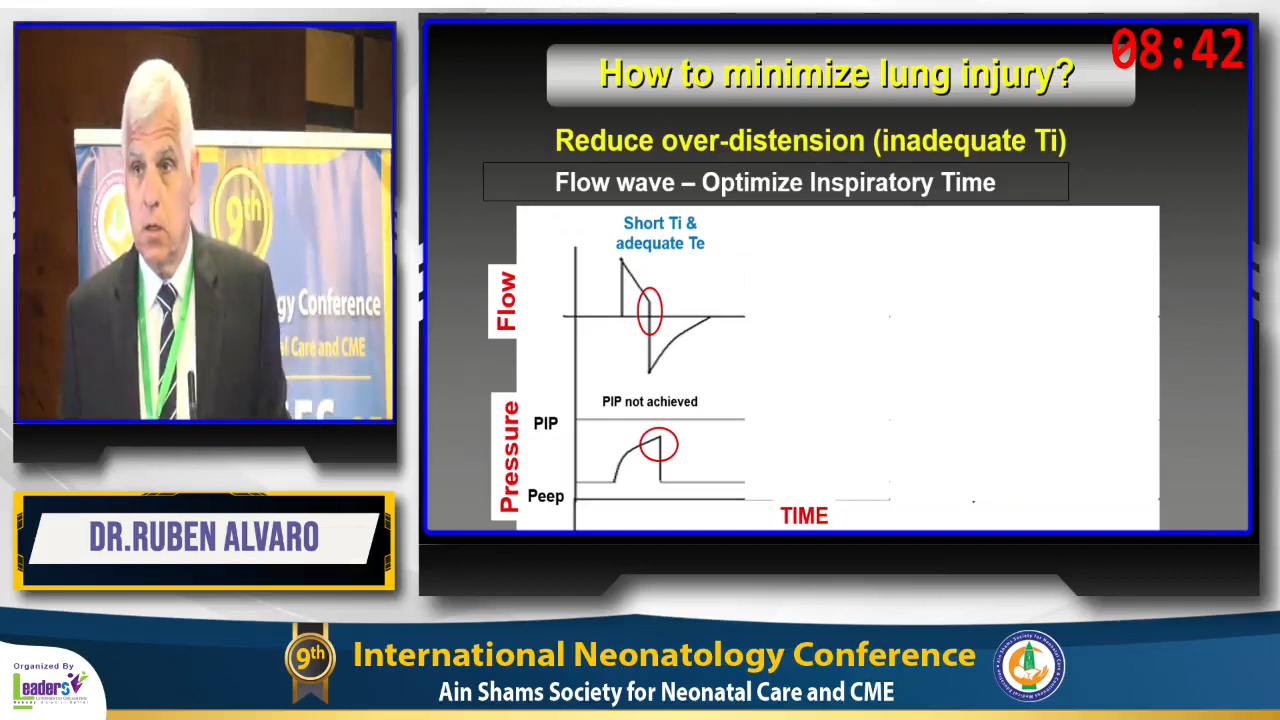 08:42
How to minimize lung injury?
Reduce over-distension (inadequate Ti)
Flow wave – Optimize Inspiratory Time
Short Ti &
adequate Te
Flow
PIP not achieved
PIP
Pressure
Peep
TIME
9th
gy Conference
al Care and CME
DR.RUBEN ALVARO
Organized By
Leaders
9th
International Neonatology Conference
Ain Shams Society for Neonatal Care and CME